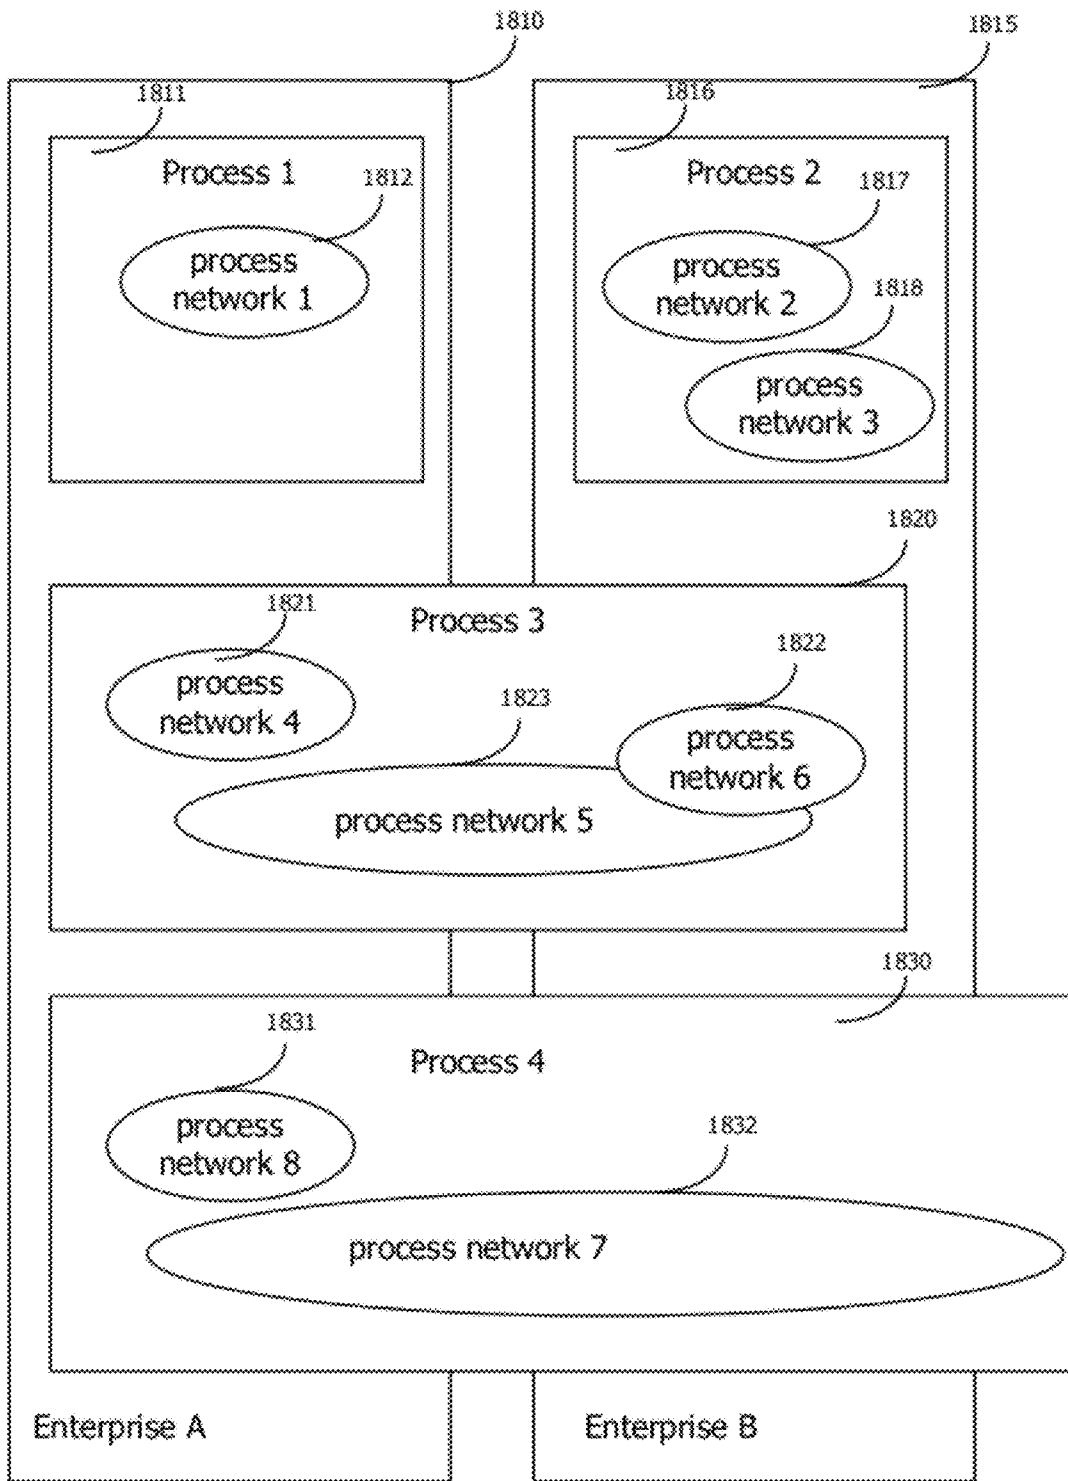 1810
1815
1811
1816
Process 1
Process 2
1812
1817
process
network 1
process
network 2
1818
process
network 3
1820
1821
Process 3
1822
process
network 4
1823
process
network 6
process network 5
1830
1831
Process 4
process
network 8
1832
process network 7
Enterprise A
Enterprise B